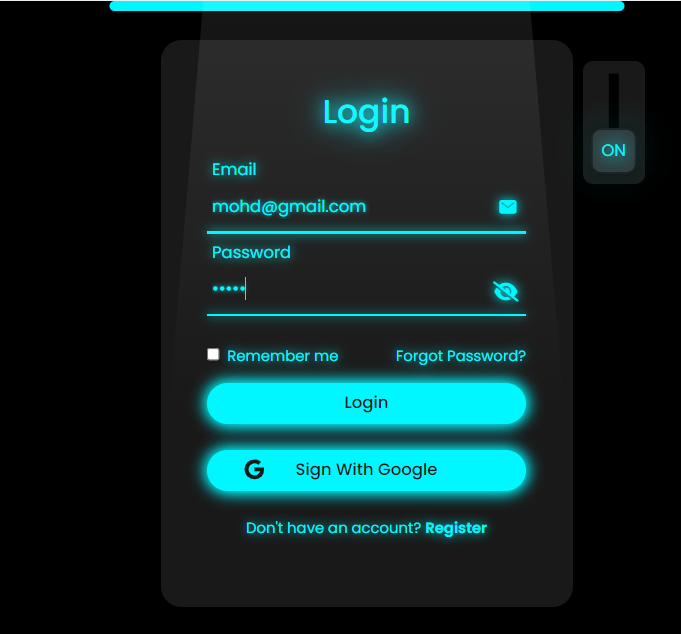 Login
ON
Email
mohd@gmail.com
Password
•••••
Remember me Forgot Password?
Login
Sign With Google
Don't have an account? Register